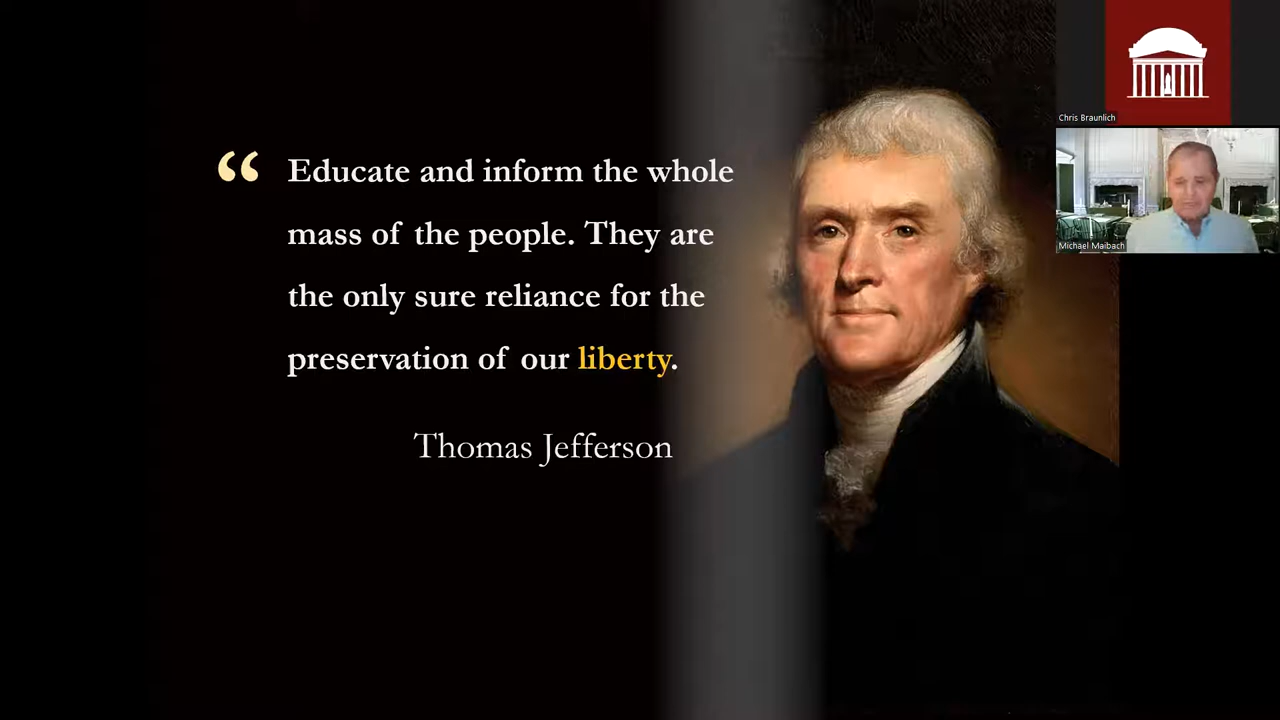 “ Educate and inform the whole
mass of the people. They are
the only sure reliance for the
preservation of our liberty.
Thomas Jefferson
Chris Braunlich
Michael Maibach